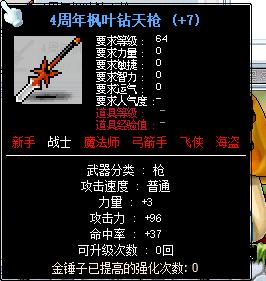 4周年枫叶钻天枪 (+7)
要求等级: 64
要求力量: 0
要求敏捷: 0
要求智力: 0
要求运气: 0
要求人气度: -
道具等级: -
道具经验值: -
新手 战士 魔法师 弓箭手 飞侠 海盗
武器分类 : 枪
攻击速度 : 普通
力量 : +3
攻击力 : +96
命中率 : +37
可升级次数 : 0回
金锤子已提高的强化次数: 0